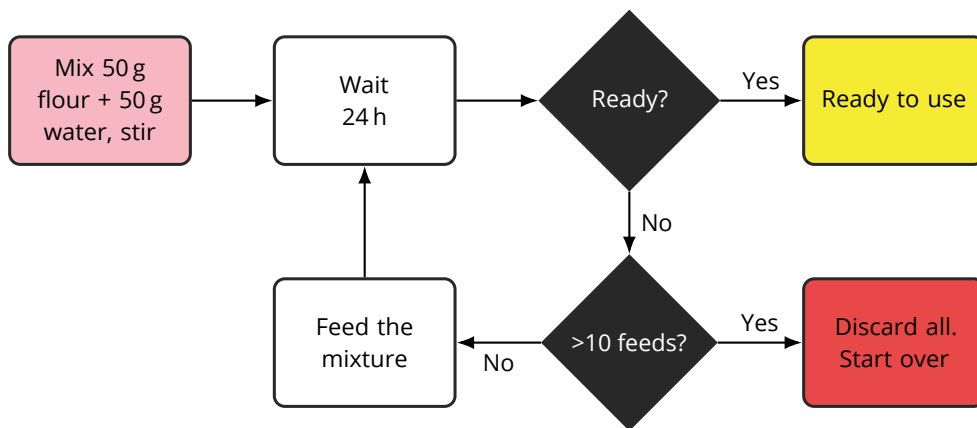 Mix 50 g
flour + 50 g
water, stir
Wait
24 h
Ready?
Yes
Ready to use
No
Feed the
mixture
No
>10 feeds?
Yes
Discard all.
Start over